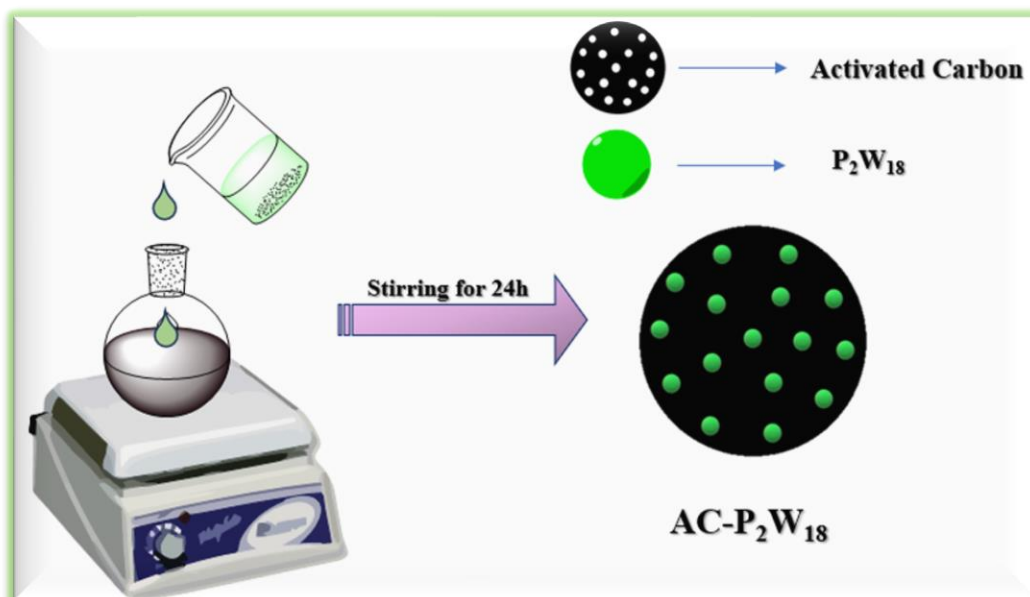 Activated Carbon
P₂W₁₈
Stirring for 24h
AC-P₂W₁₈